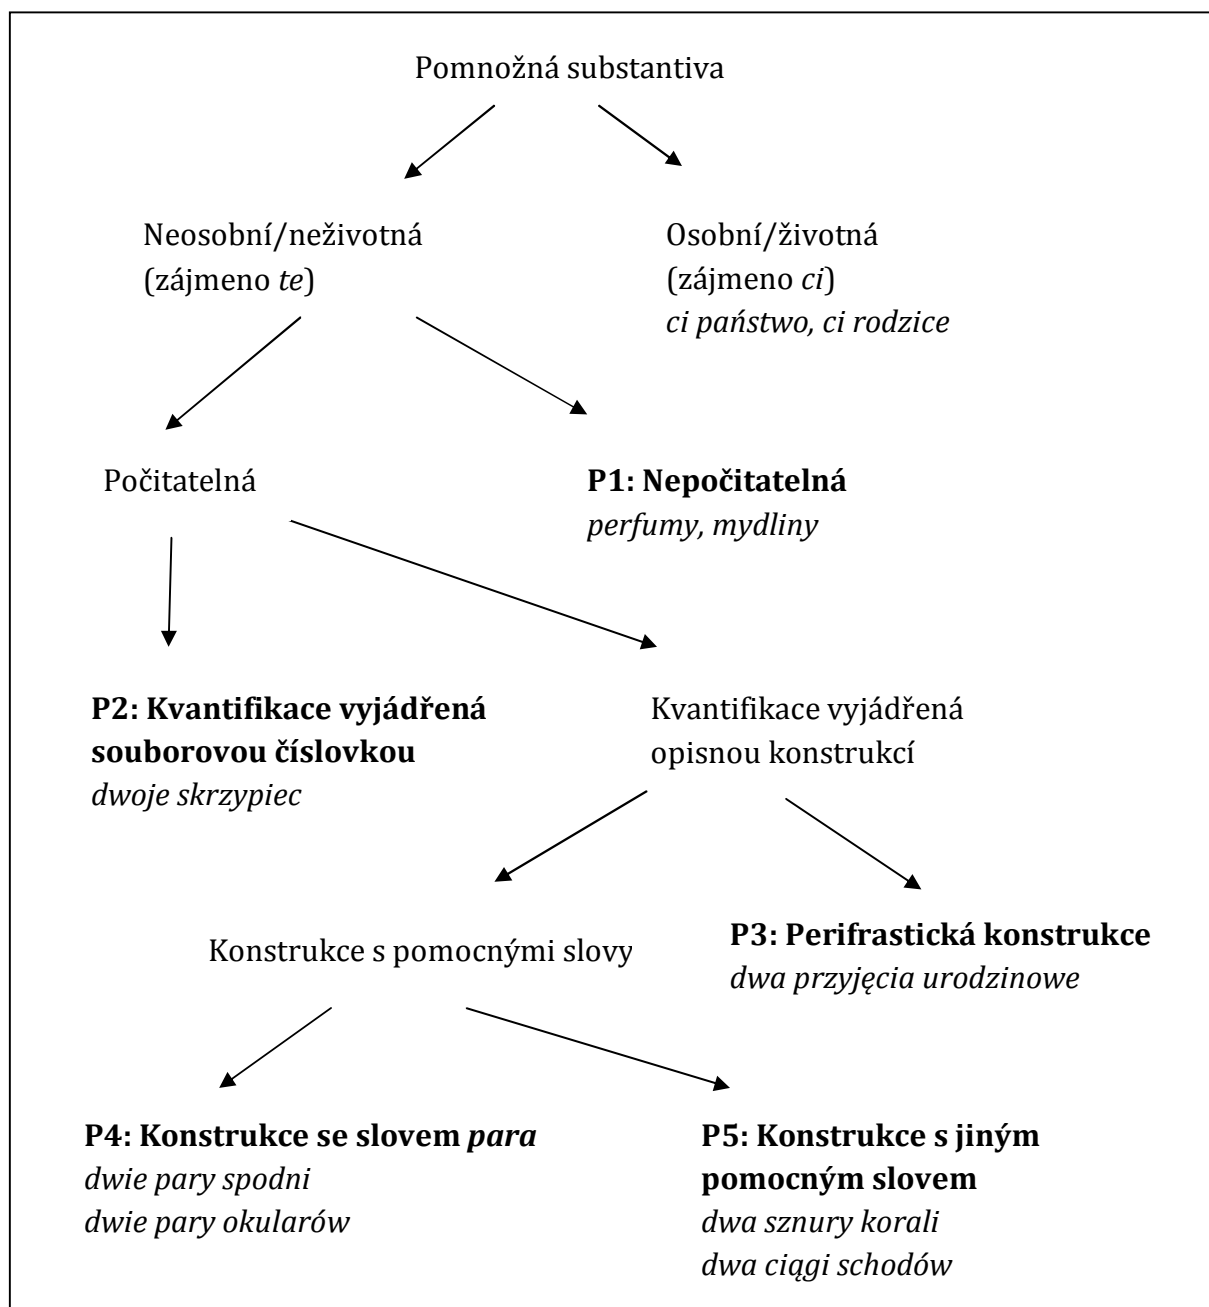 Pomnožná substantiva
Neosobní/neživotná
(zájmeno te)
Osobní/životná
(zájmeno ci)
ci państwo, ci rodzice
Počitatelná
P1: Nepočitatelná
perfumy, mydliny
P2: Kvantifikace vyjádřená
souborovou číslovkou
dwoje skrzypiec
Kvantifikace vyjádřená
opisnou konstrukcí
Konstrukce s pomocnými slovy
P3: Perifrastická konstrukce
dwa przyjęcia urodzinowe
P4: Konstrukce se slovem para
dwie pary spodni
dwie pary okularów
P5: Konstrukce s jiným
pomocným slovem
dwa sznury korali
dwa ciągi schodów